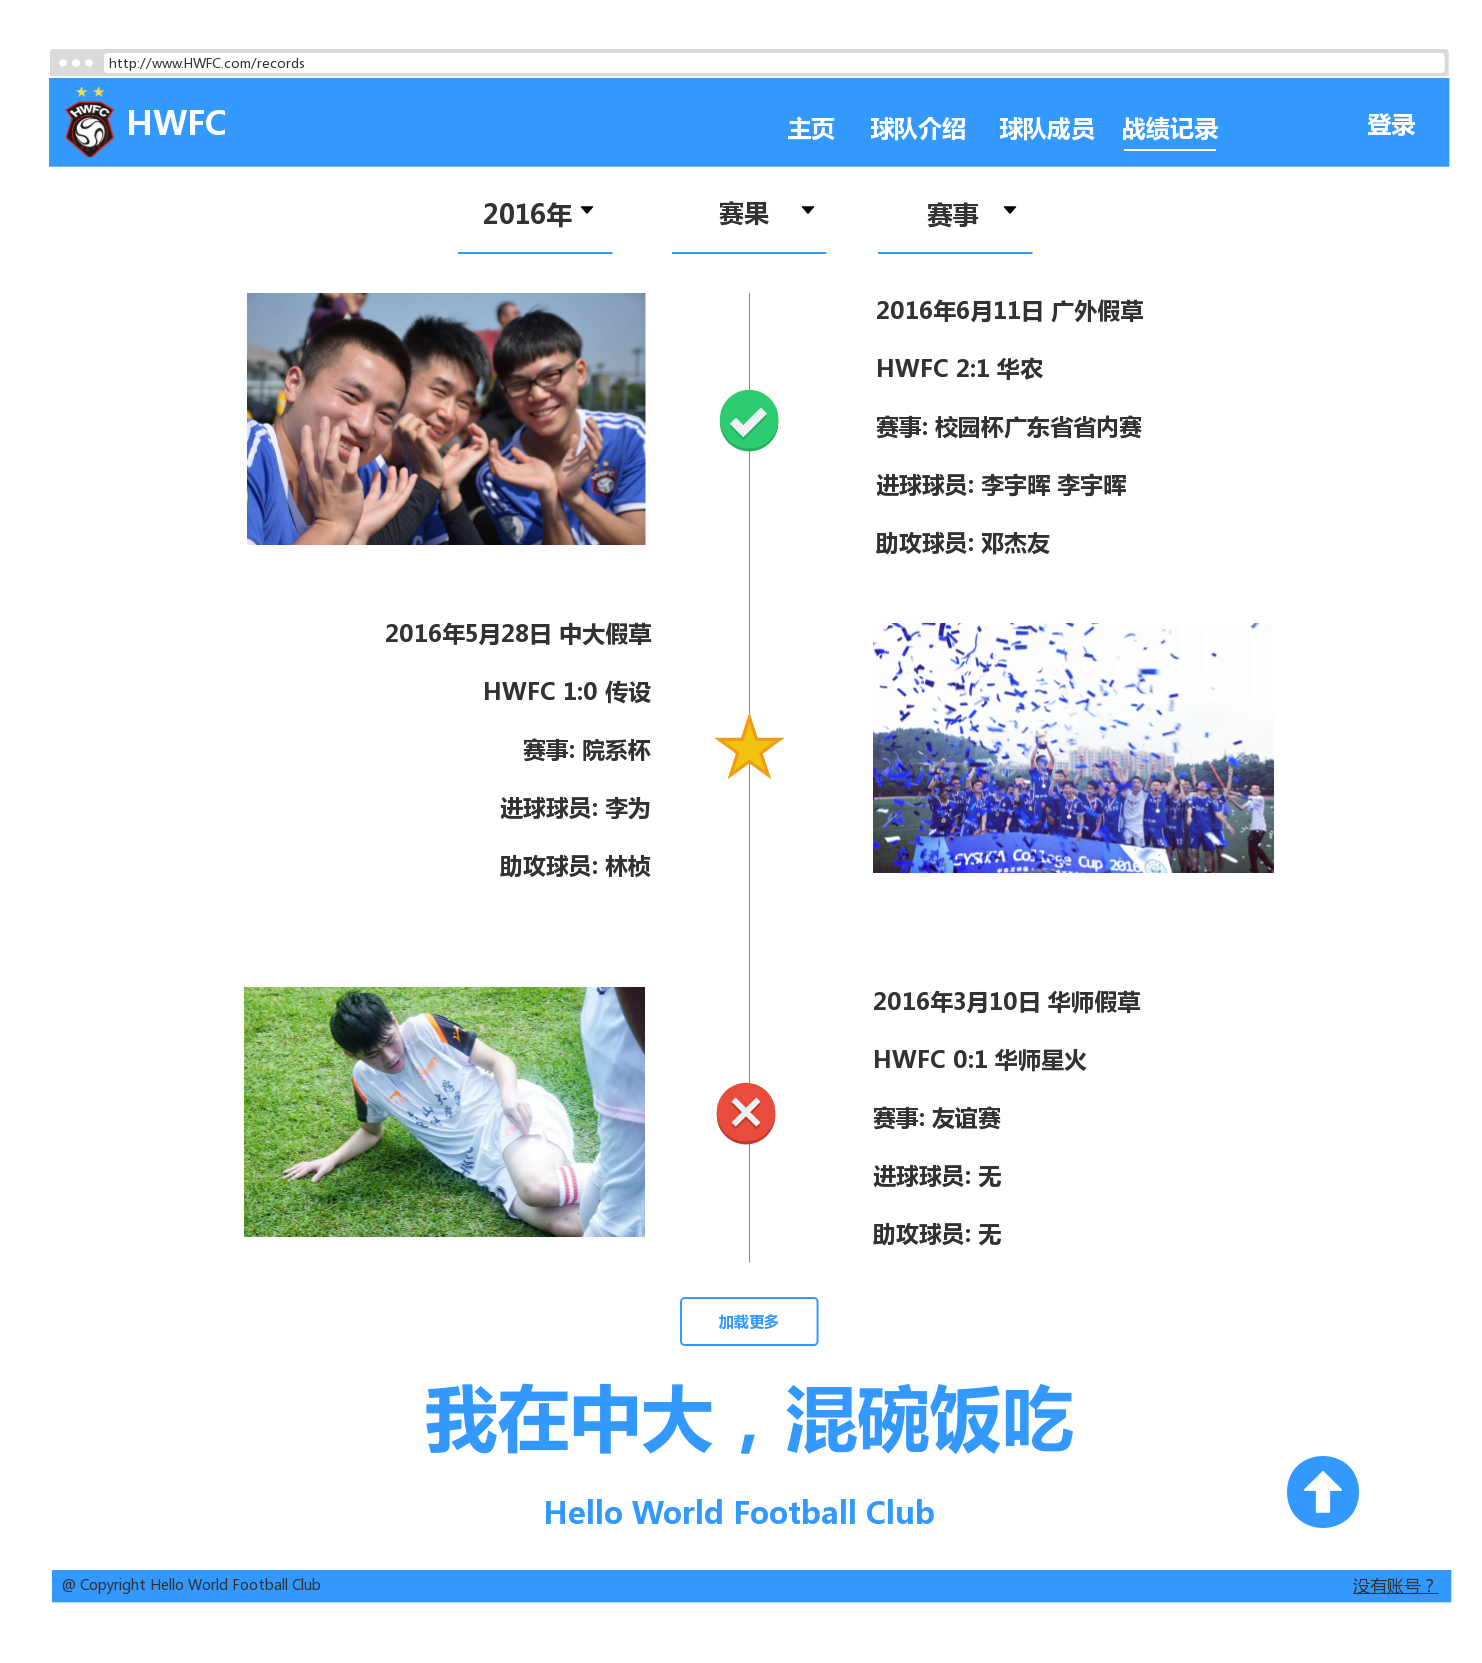 http://www.HWFC.com/records
HWFC
HWFC
主页 球队介绍 球队成员 战绩记录 登录
2016年 赛果 赛事
2016年6月11日 广外假草
HWFC 2:1 华农
赛事: 校园杯广东省省内赛
进球球员: 李宇晖 李宇晖
助攻球员: 邓杰友
2016年5月28日 中大假草
HWFC 1:0 传设
赛事: 院系杯
进球球员: 李为
助攻球员: 林桢
College Cup 2016
2016年3月10日 华师假草
HWFC 0:1 华师星火
赛事: 友谊赛
进球球员: 无
助攻球员: 无
加载更多
我在中大，混碗饭吃
Hello World Football Club
@ Copyright Hello World Football Club
没有账号？